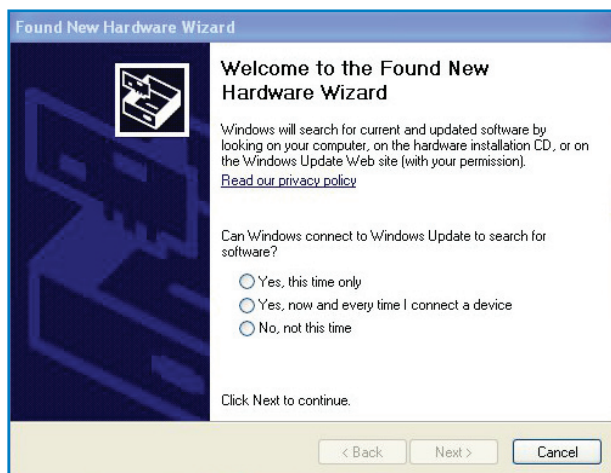 Found New Hardware Wizard
Welcome to the Found New
Hardware Wizard
Windows will search for current and updated software by
looking on your computer, on the hardware installation CD, or on
the Windows Update Web site (with your permission).
Read our privacy policy
Can Windows connect to Windows Update to search for
software?
Yes, this time only
Yes, now and every time I connect a device
No, not this time
Click Next to continue.
< Back
Next >
Cancel